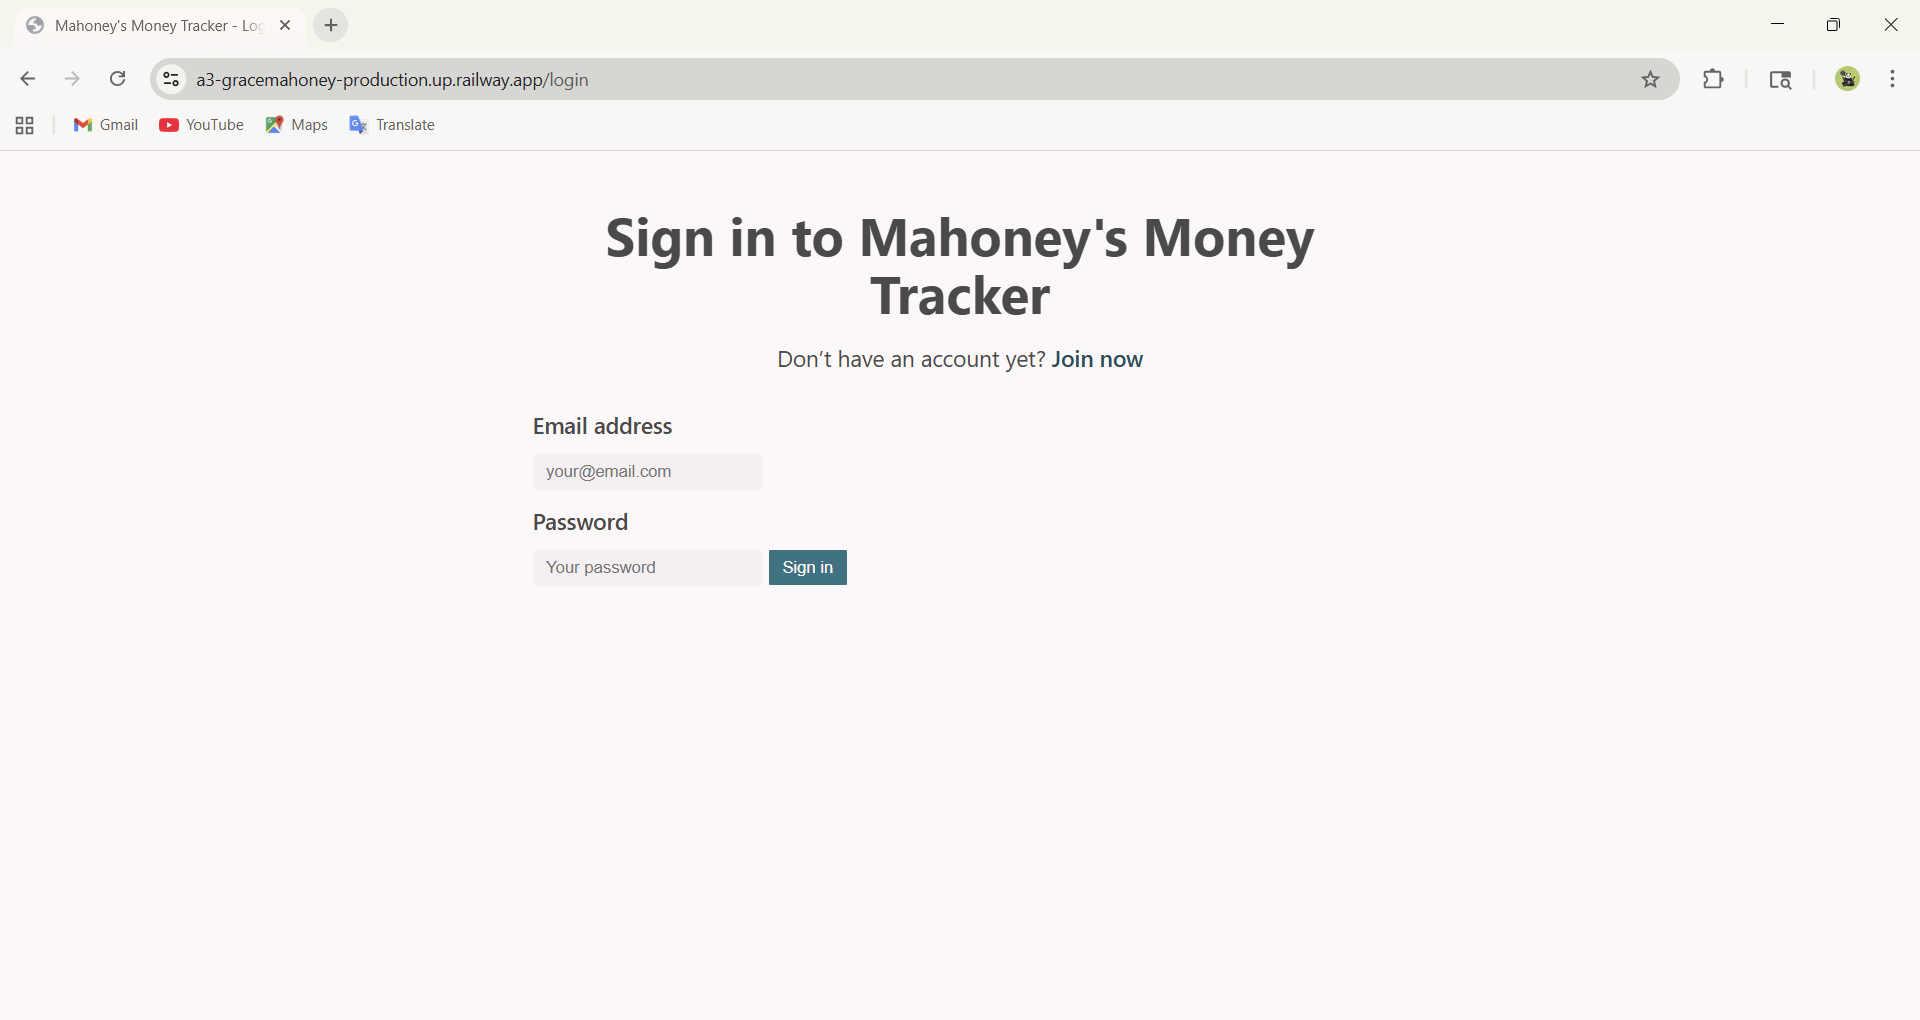 Mahoney's Money Tracker - Log
a3-gracemahoney-production.up.railway.app/login
Gmail YouTube Maps Translate
Sign in to Mahoney's Money
Tracker
Don’t have an account yet? Join now
Email address
your@email.com
Password
Your password Sign in